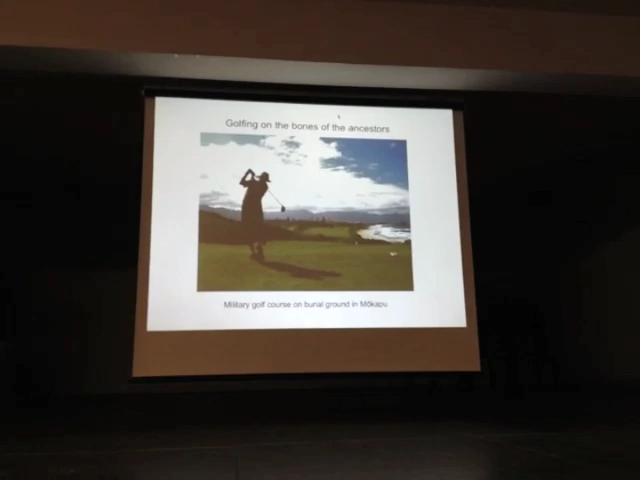 Golfing on the bones of the ancestors
Military golf course on burial ground in Mōkapu